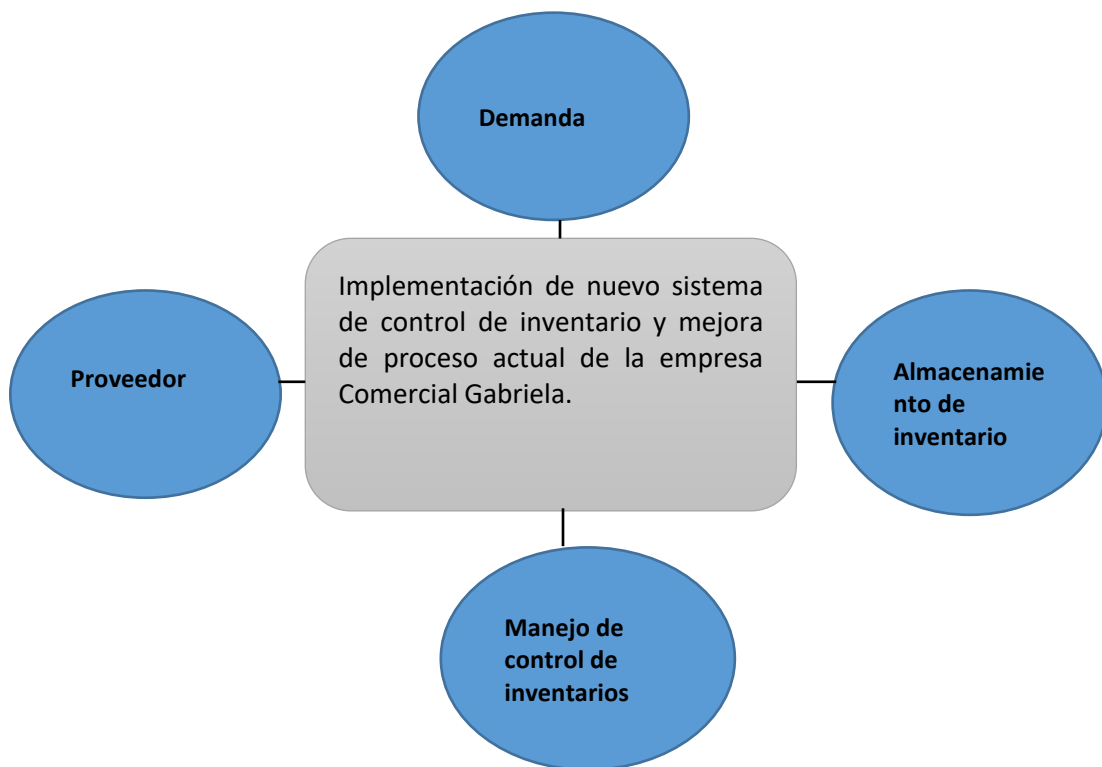 Demanda
Implementación de nuevo sistema
de control de inventario y mejora
de proceso actual de la empresa
Comercial Gabriela.
Proveedor
Almacenamie
nto de
inventario
Manejo de
control de
inventarios